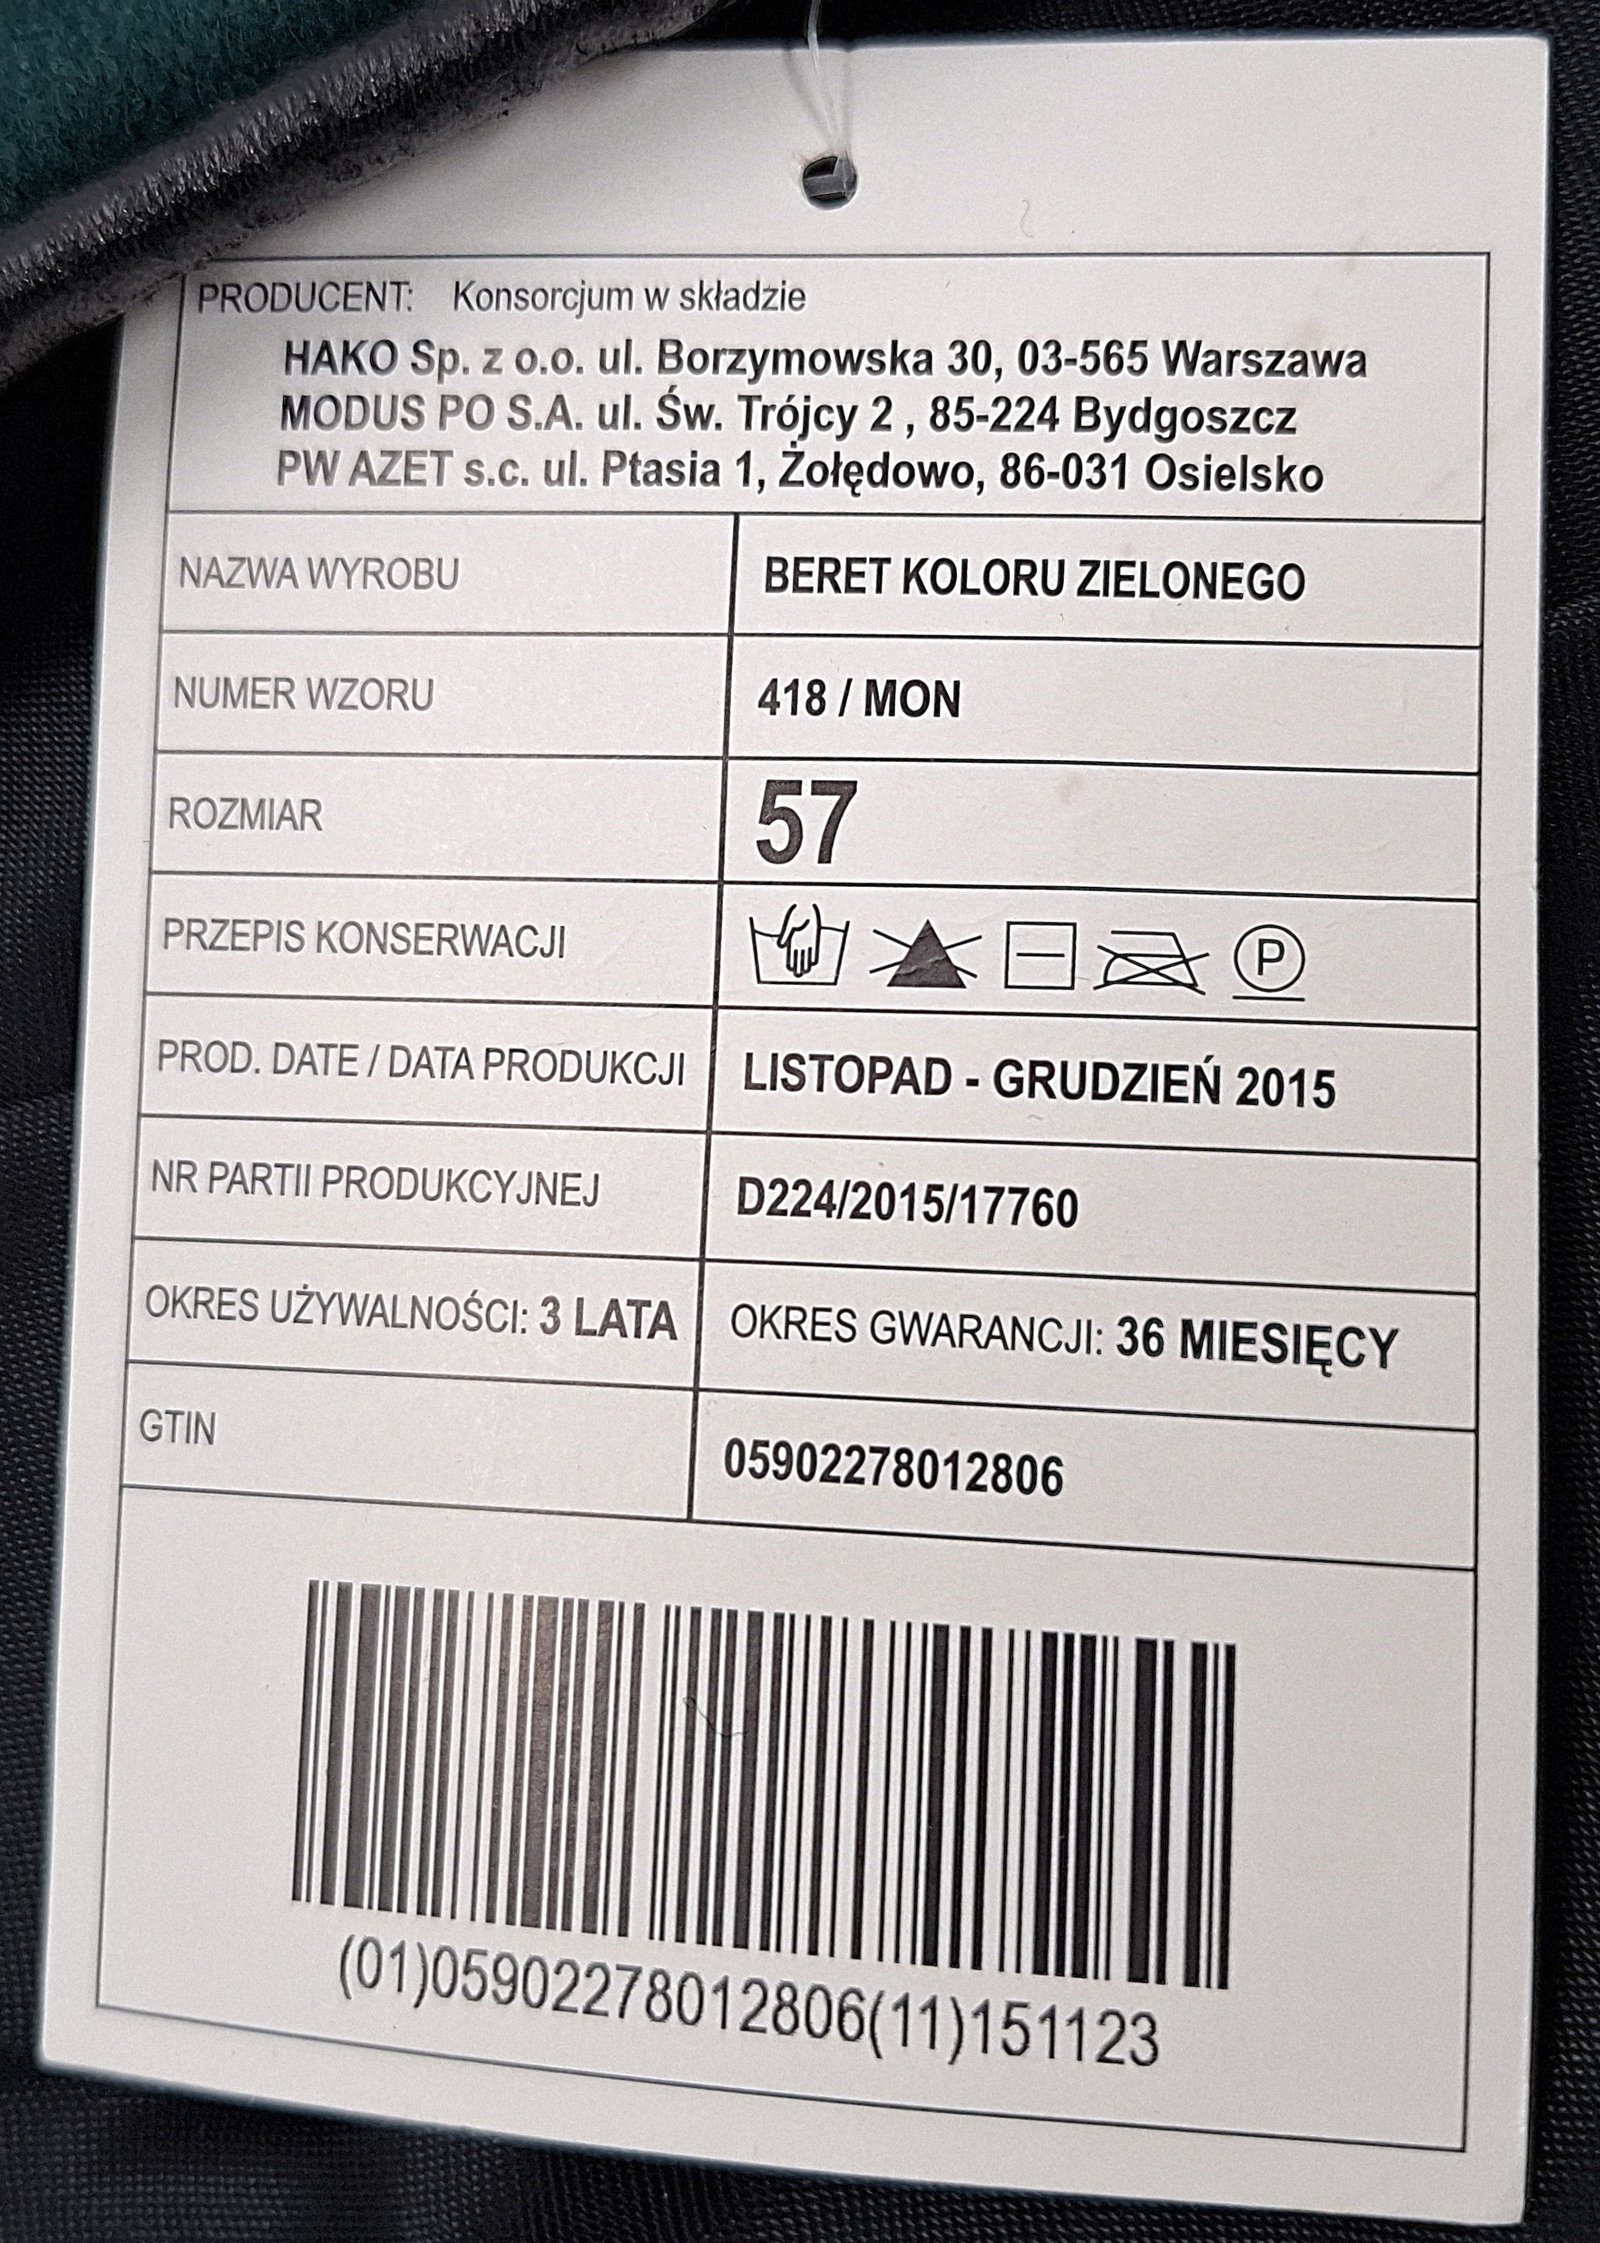 PRODUCENT: Konsorcjum w składzie
HAKO Sp. z o.o. ul. Borzymowska 30, 03-565 Warszawa
MODUS PO S.A. ul. Św. Trójcy 2 , 85-224 Bydgoszcz
PW AZET s.c. ul. Ptasia 1, Żołędowo, 86-031 Osielsko
NAZWA WYROBU BERET KOLORU ZIELONEGO
NUMER WZORU 418 / MON
ROZMIAR 57
PRZEPIS KONSERWACJI P
PROD. DATE / DATA PRODUKCJI LISTOPAD - GRUDZIEŃ 2015
NR PARTII PRODUKCYJNEJ D224/2015/17760
OKRES UŻYWALNOŚCI: 3 LATA OKRES GWARANCJI: 36 MIESIĘCY
GTIN 05902278012806
(01)05902278012806(11)151123